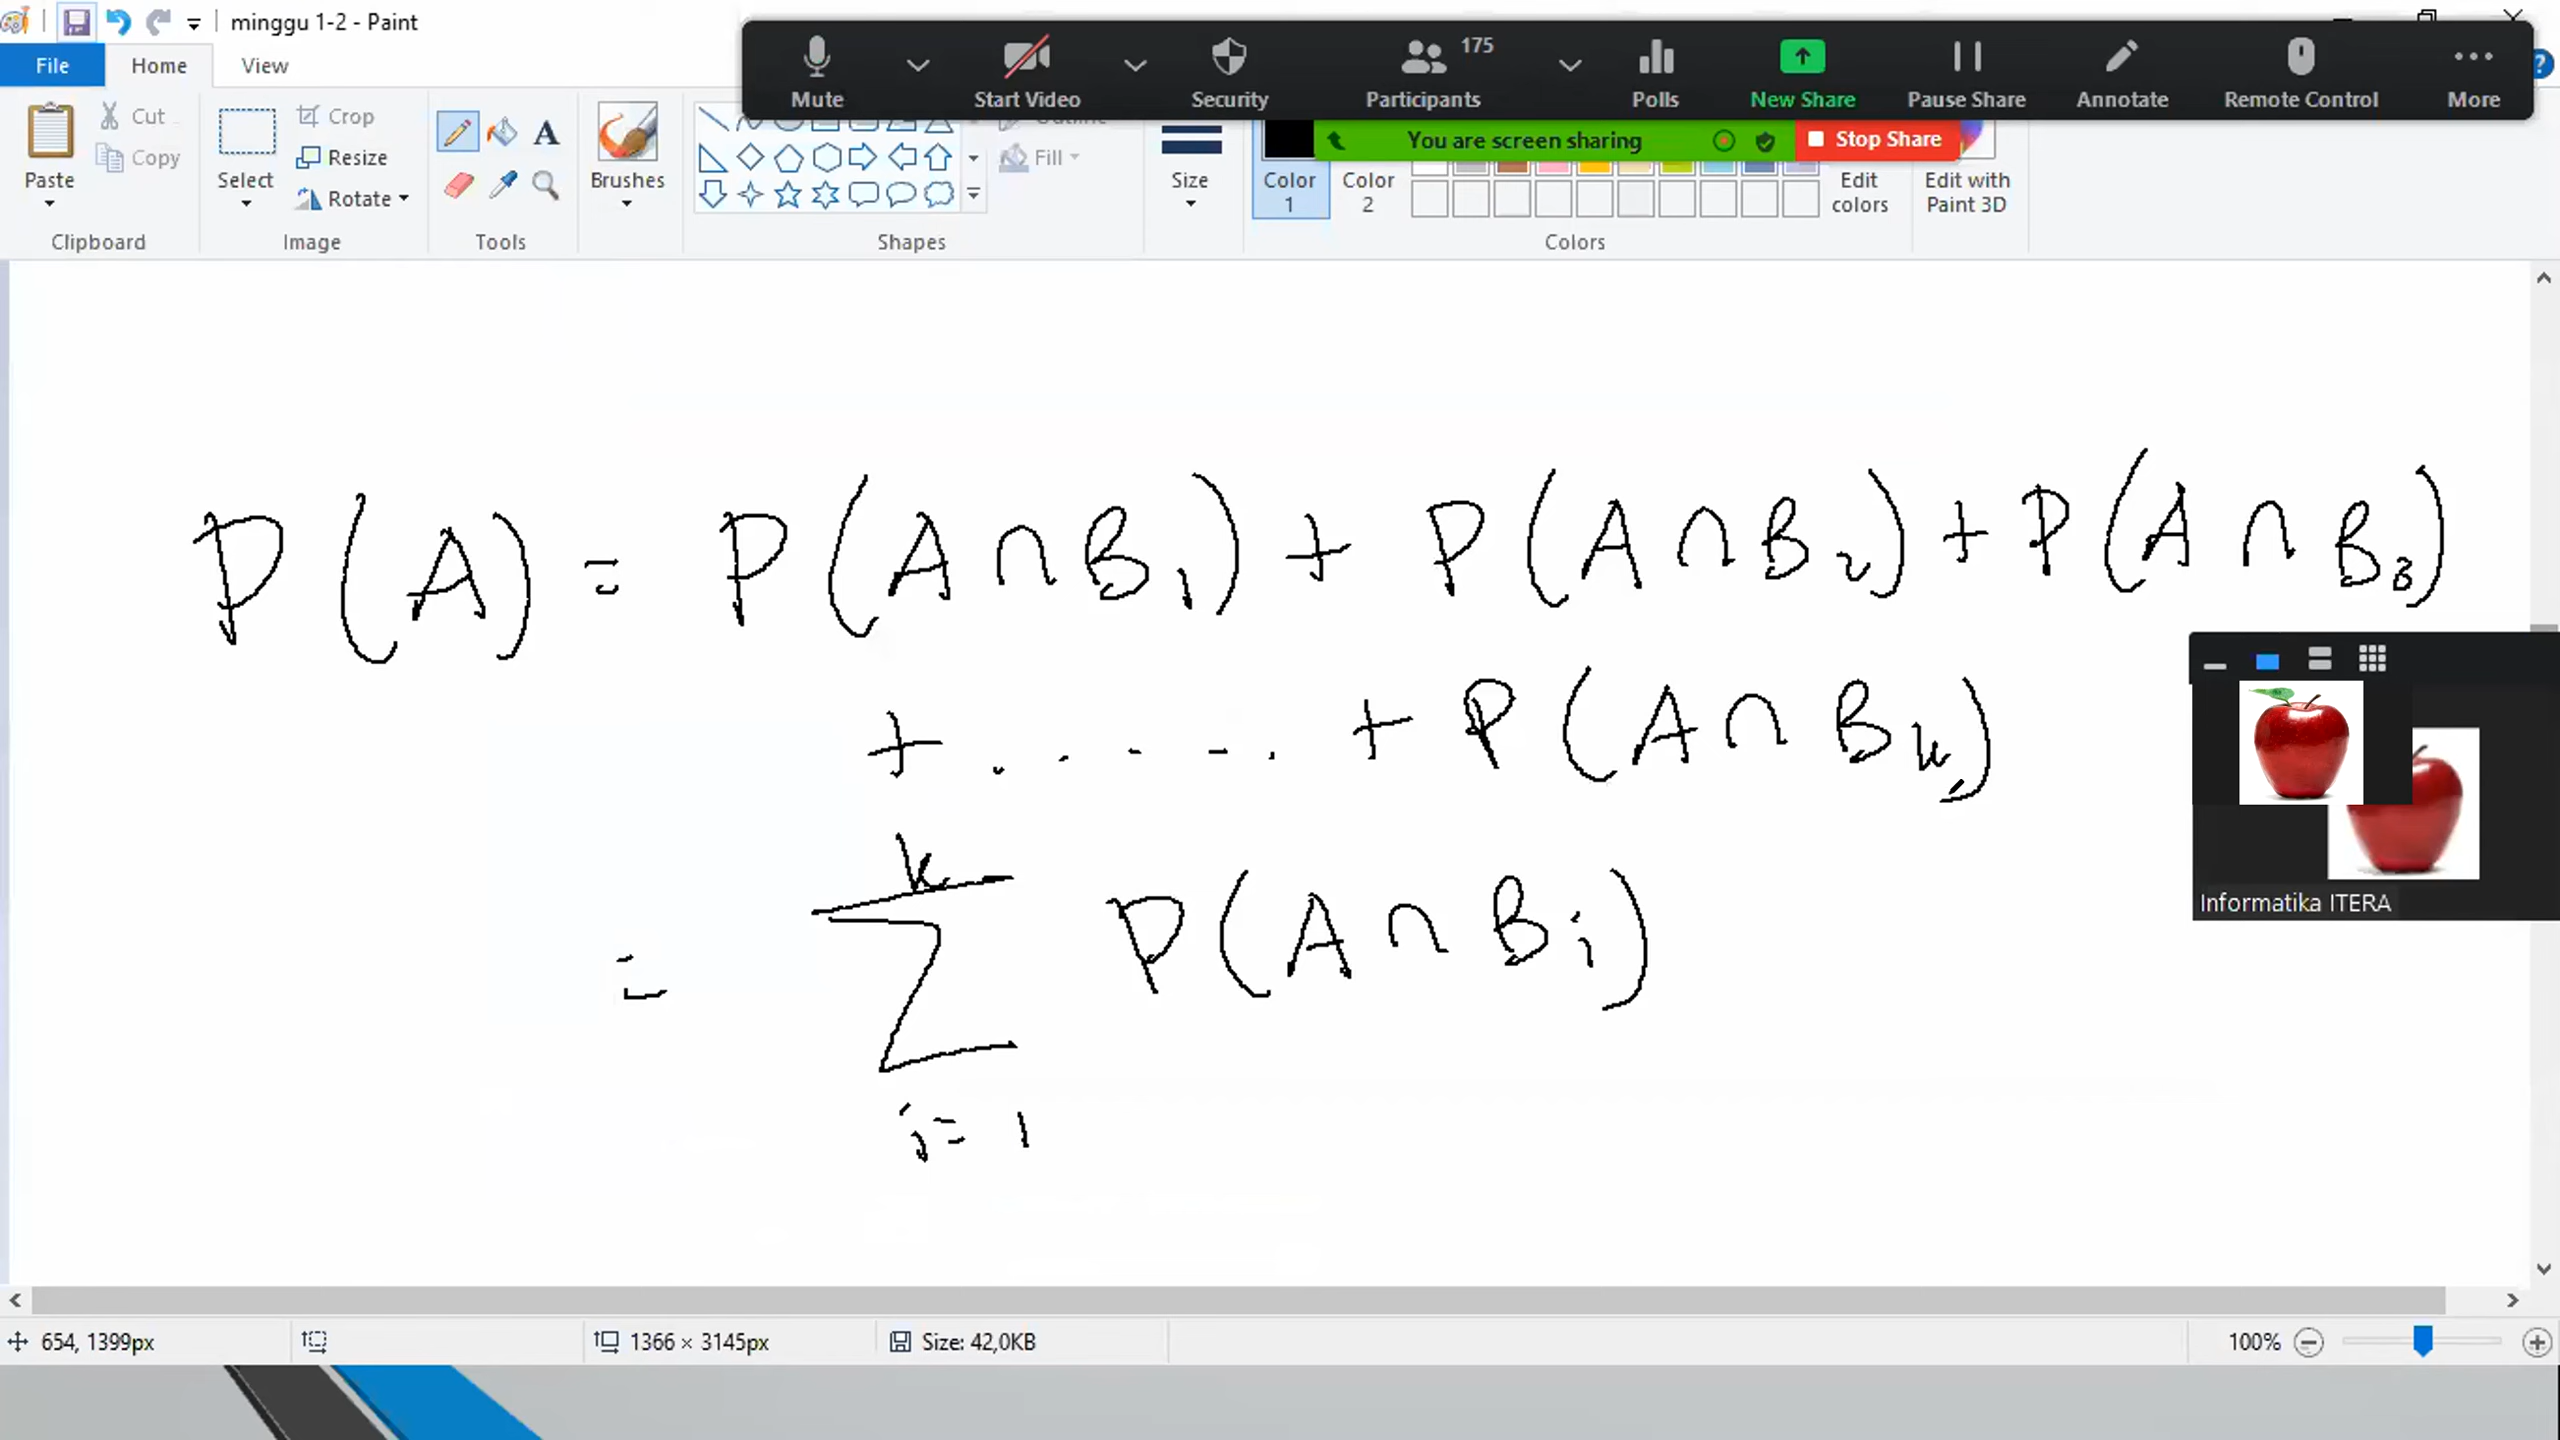 minggu 1-2 - Paint
Mute Start Video Security Participants 175 Polls New Share Pause Share Annotate Remote Control More
File Home View
You are screen sharing Stop Share
Paste Cut Copy Select Crop Resize Rotate Brushes Outline Fill Size Color 1 Color 2 Edit colors Edit with Paint 3D
Clipboard Image Tools Shapes Colors
P(A) = P(A∩B₁) + P(A∩B₂) + P(A∩B₃)
+ ...... + P(A∩Bₖ)
k
= ∑ P(A∩Bi)
i=1
Informatika ITERA
654, 1399px 1366 × 3145px Size: 42,0KB 100%